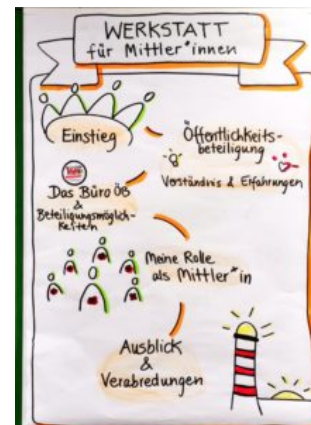 WERKSTATT
für Mittler*innen
Einstieg
Öffentlichkeits-
beteiligung
Verständnis & Erfahrungen
Das Büro ÖB
&
Beteiligungsmöglich-
keiten
Meine Rolle
als Mittler*in
Ausblick
&
Verabredungen